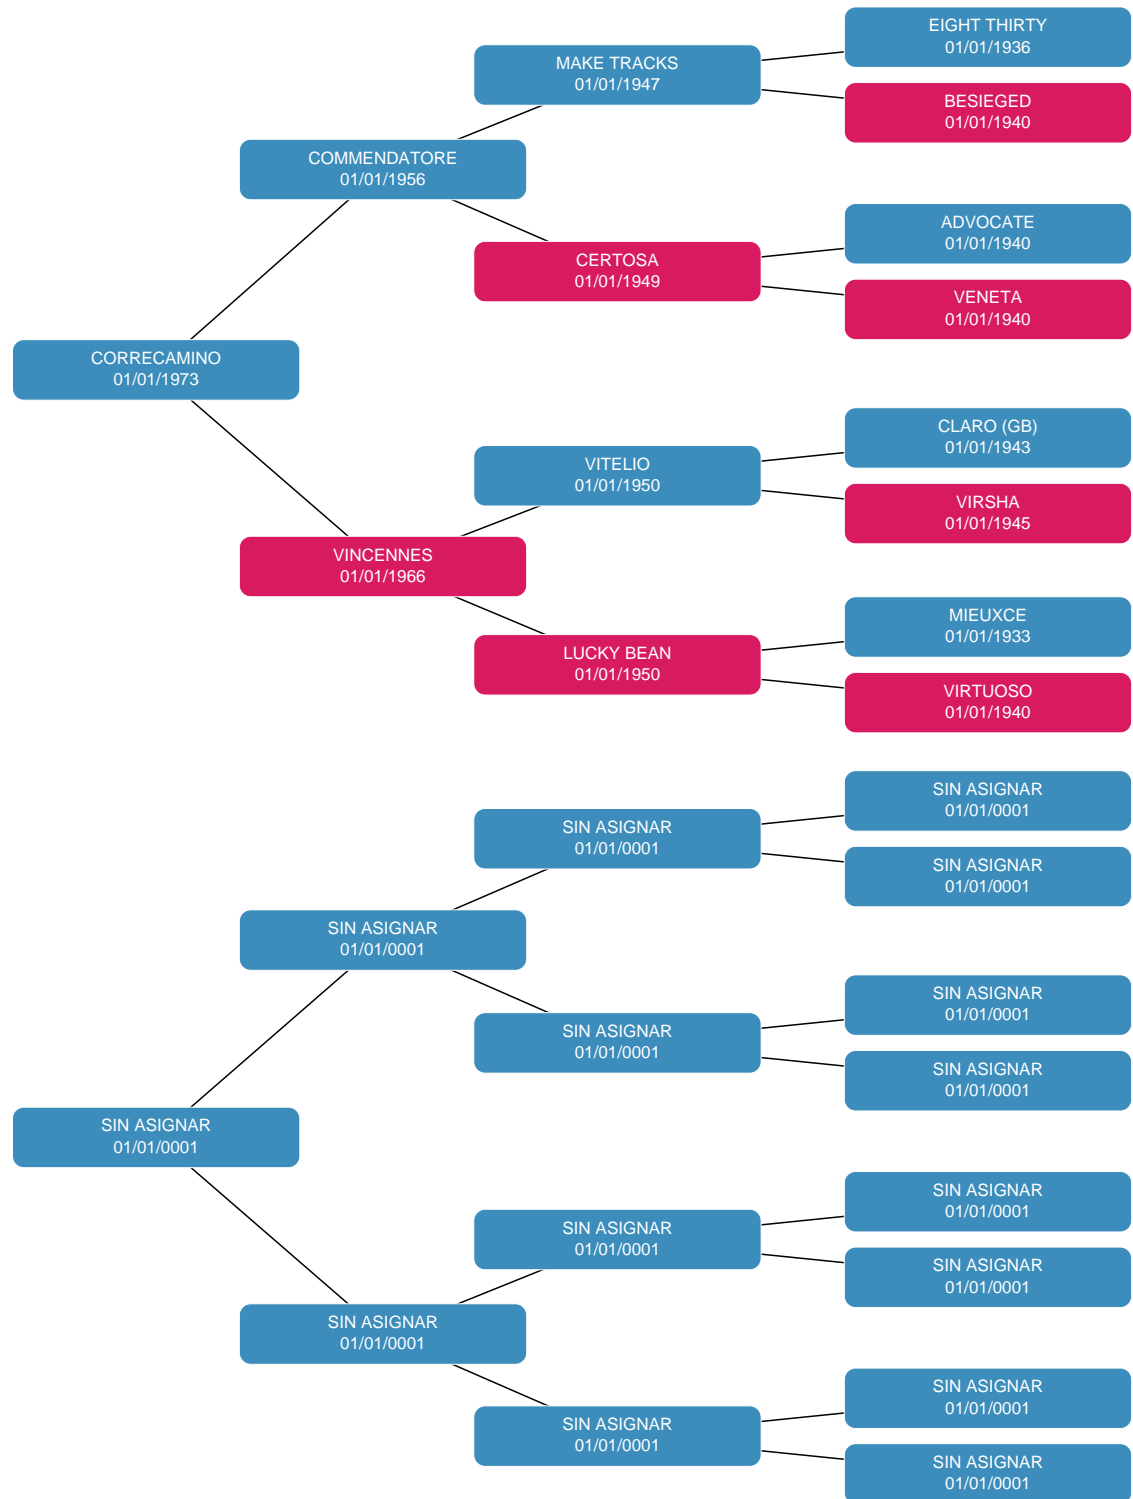 EIGHT THIRTY
01/01/1936
MAKE TRACKS
01/01/1947
BESIEGED
01/01/1940
COMMENDATORE
01/01/1956
ADVOCATE
01/01/1940
CERTOSA
01/01/1949
VENETA
01/01/1940
CORRECAMINO
01/01/1973
CLARO (GB)
01/01/1943
VITELIO
01/01/1950
VIRSHA
01/01/1945
VINCENNES
01/01/1966
MIEUXCE
01/01/1933
LUCKY BEAN
01/01/1950
VIRTUOSO
01/01/1940
SIN ASIGNAR
01/01/0001
SIN ASIGNAR
01/01/0001
SIN ASIGNAR
01/01/0001
SIN ASIGNAR
01/01/0001
SIN ASIGNAR
01/01/0001
SIN ASIGNAR
01/01/0001
SIN ASIGNAR
01/01/0001
SIN ASIGNAR
01/01/0001
SIN ASIGNAR
01/01/0001
SIN ASIGNAR
01/01/0001
SIN ASIGNAR
01/01/0001
SIN ASIGNAR
01/01/0001
SIN ASIGNAR
01/01/0001
SIN ASIGNAR
01/01/0001
SIN ASIGNAR
01/01/0001